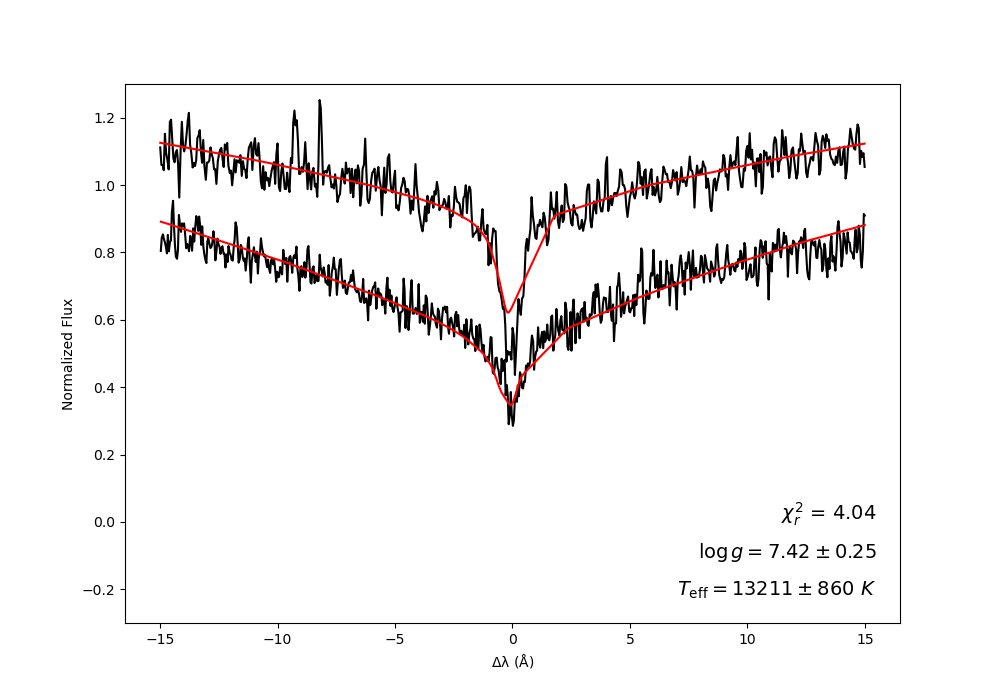 1.2
1.0
0.8
0.6
0.4
0.2
0.0
−0.2
Normalized Flux
χ²ᵣ = 4.04
log g = 7.42 ± 0.25
T_eff = 13211 ± 860 K
−15 −10 −5 0 5 10 15
Δλ (Å)